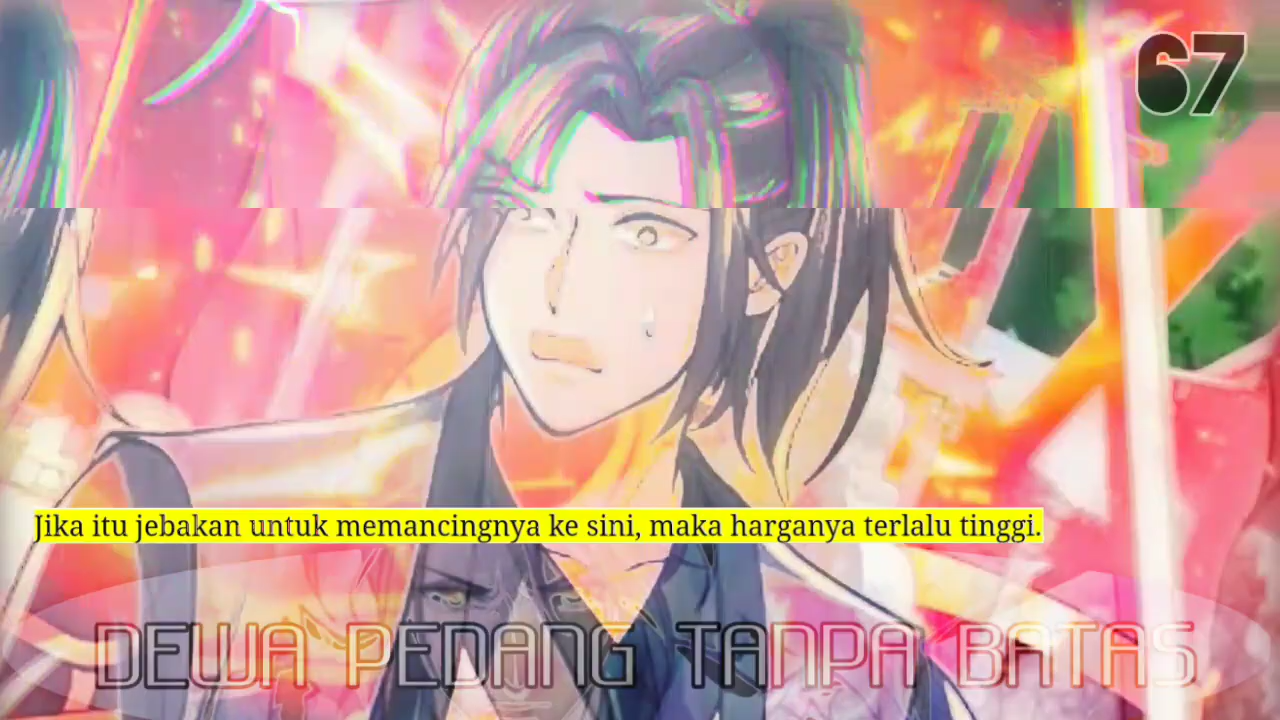 67
Jika itu jebakan untuk memancingnya ke sini, maka harganya terlalu tinggi.
DEWA PEDANG TANPA BATAS